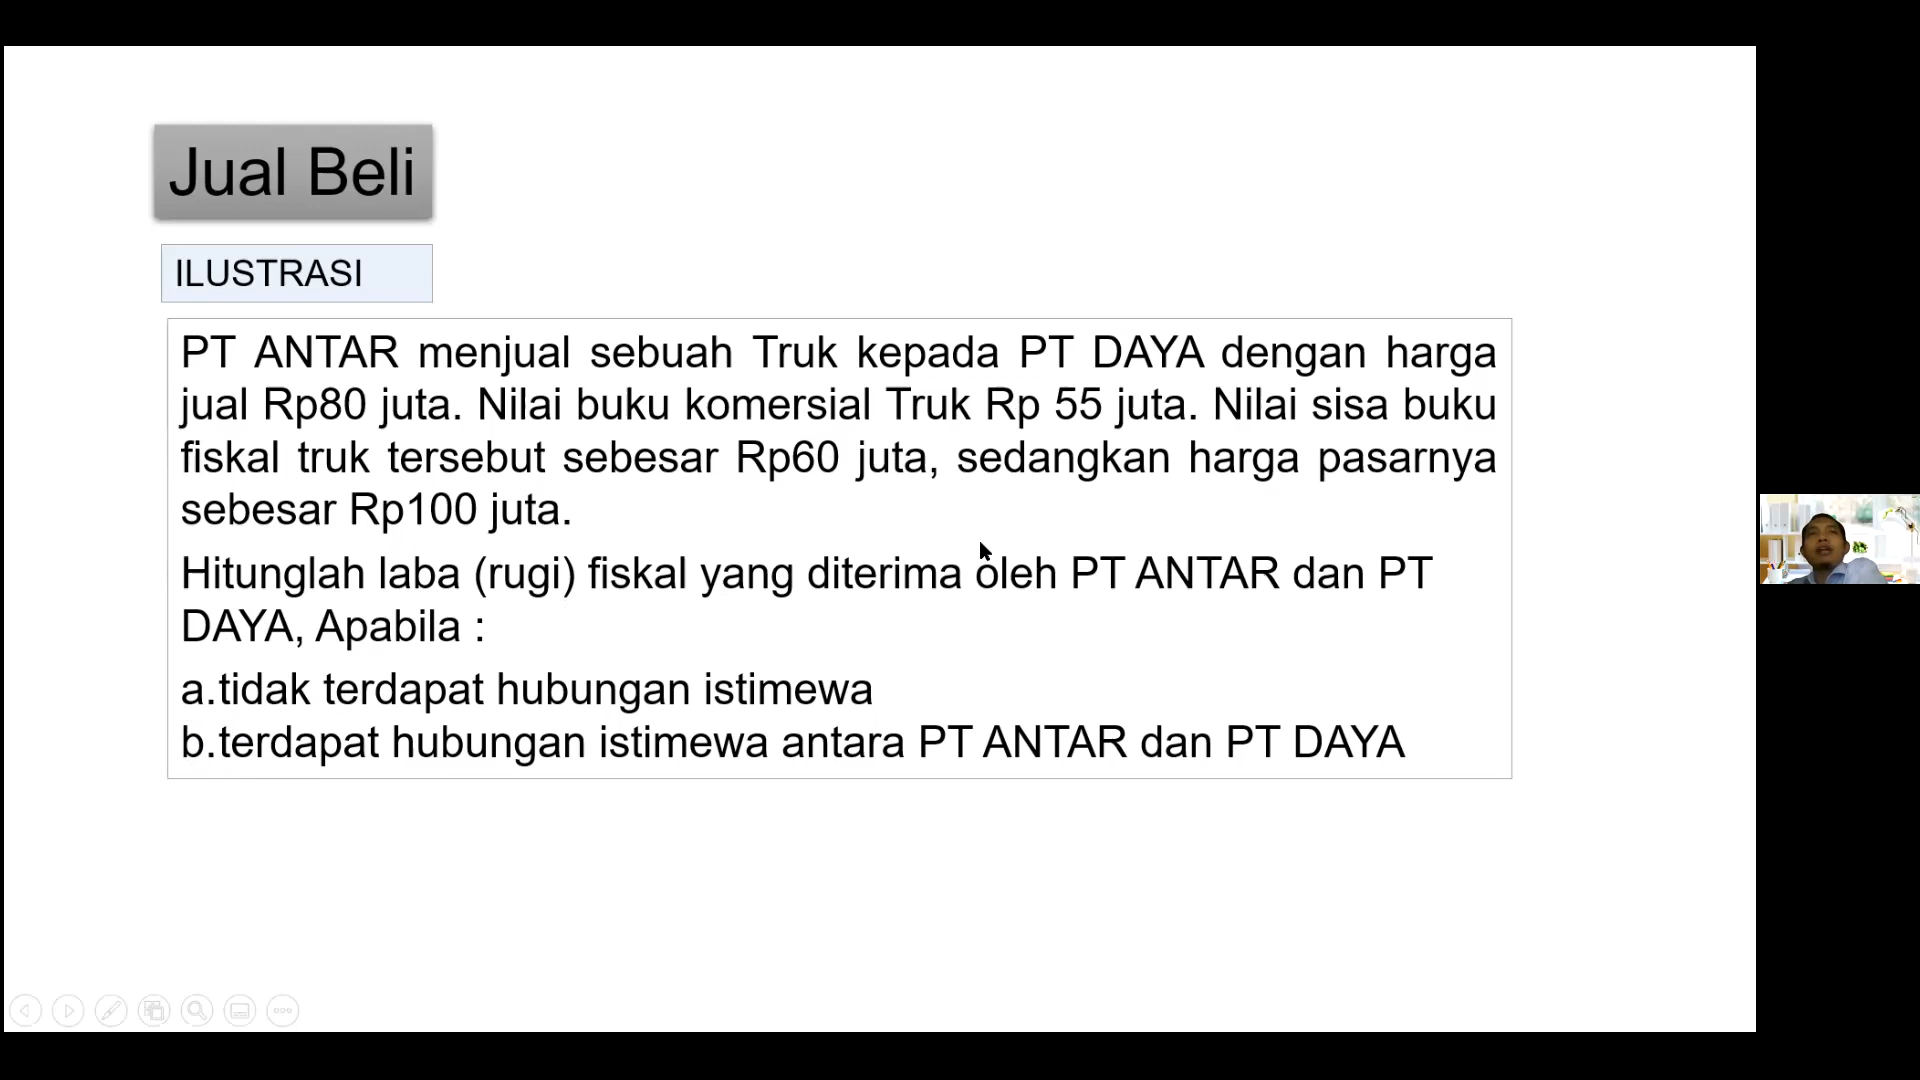 Jual Beli
ILUSTRASI
PT ANTAR menjual sebuah Truk kepada PT DAYA dengan harga
jual Rp80 juta. Nilai buku komersial Truk Rp 55 juta. Nilai sisa buku
fiskal truk tersebut sebesar Rp60 juta, sedangkan harga pasarnya
sebesar Rp100 juta.
Hitunglah laba (rugi) fiskal yang diterima oleh PT ANTAR dan PT
DAYA, Apabila :
a.tidak terdapat hubungan istimewa
b.terdapat hubungan istimewa antara PT ANTAR dan PT DAYA